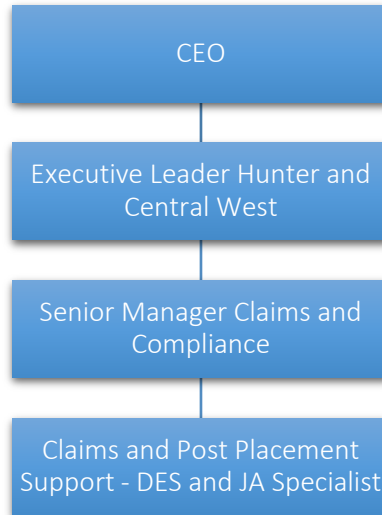 CEO
Executive Leader Hunter and
Central West
Senior Manager Claims and
Compliance
Claims and Post Placement
Support - DES and JA Specialist